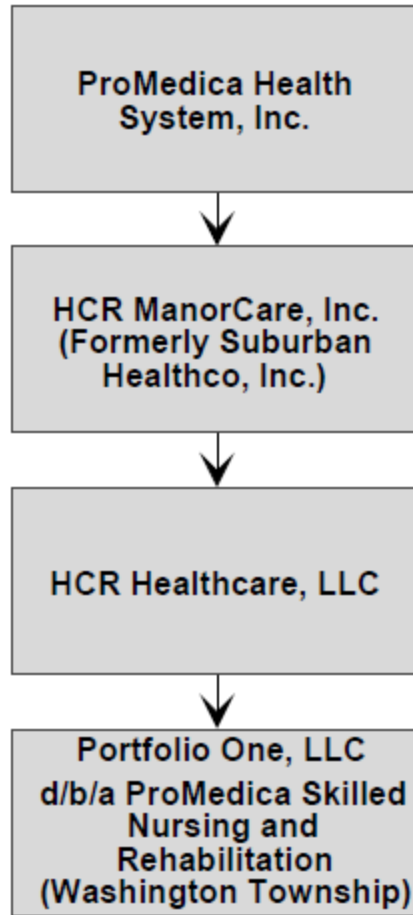 ProMedica Health
System, Inc.
HCR ManorCare, Inc.
(Formerly Suburban
Healthco, Inc.)
HCR Healthcare, LLC
Portfolio One, LLC
d/b/a ProMedica Skilled
Nursing and
Rehabilitation
(Washington Township)